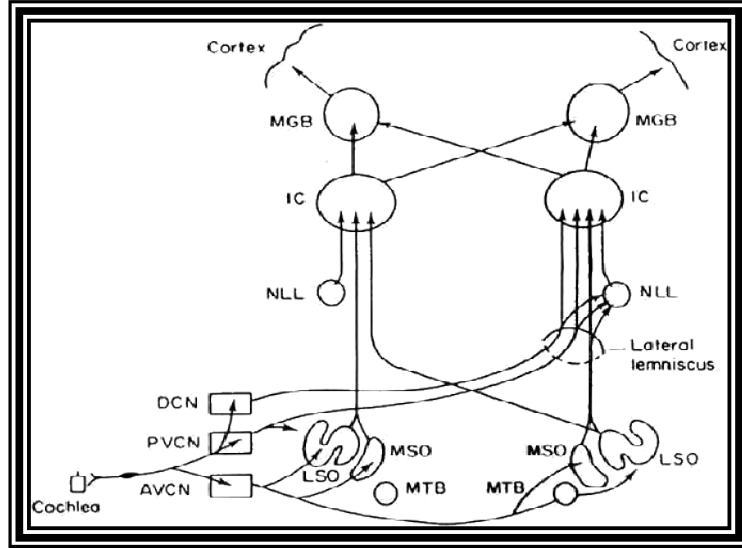 Cortex
Cortex
MGB
MGB
IC
IC
NLL
NLL
Lateral
lemniscus
DCN
PVCN
MSO
MSO
LSO
LSO
AVCN
MTB
MTB
Cochlea